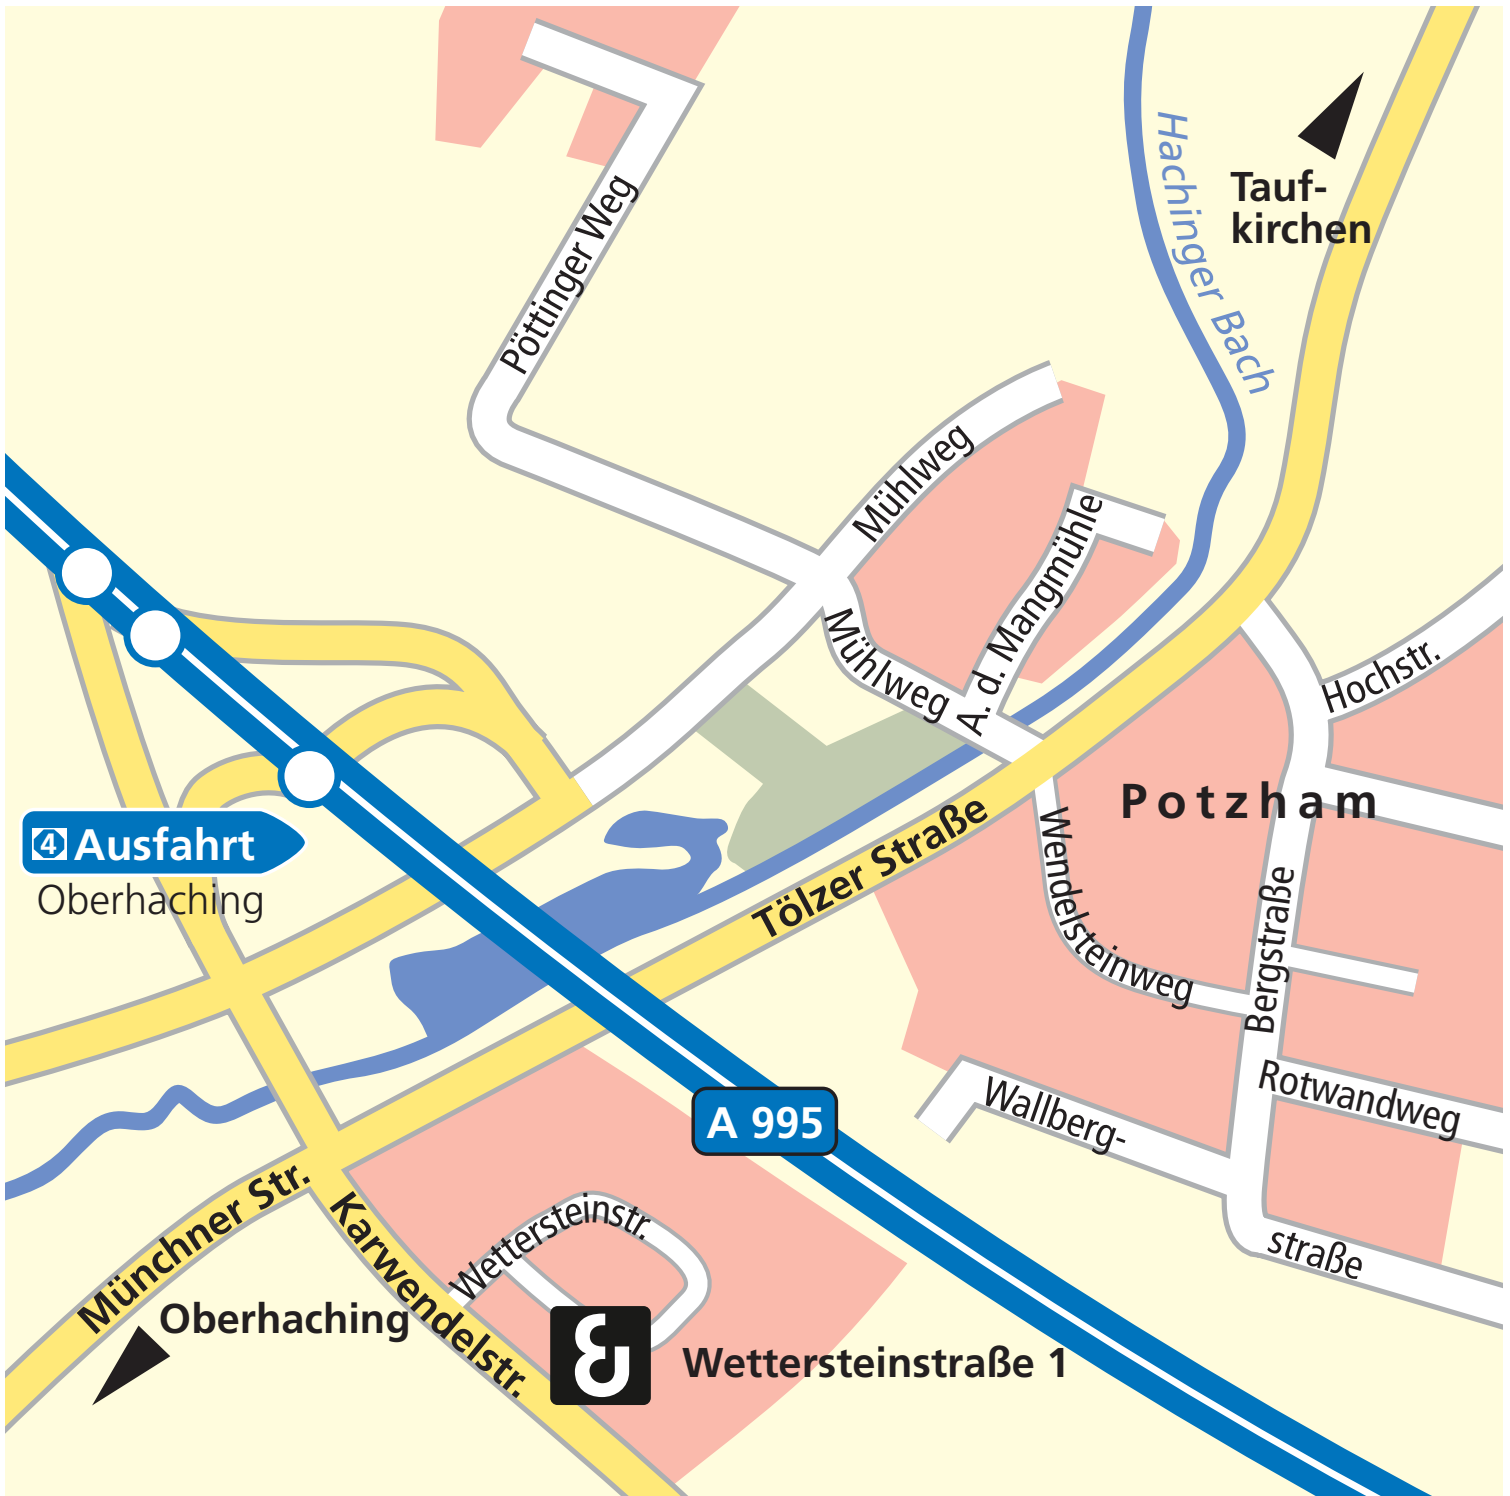 Hachinger Bach
Tauf-
kirchen
Pöttinger Weg
Mühlweg
A. d. Mangmühle
Mühlweg
Hochstr.
Potzham
4 Ausfahrt
Oberhaching
Tölzer Straße
Wendelsteinweg
Bergstraße
Rotwandweg
Wallberg-
straße
A 995
Münchner Str.
Karwendelstr.
Wettersteinstr.
Oberhaching
Wettersteinstraße 1